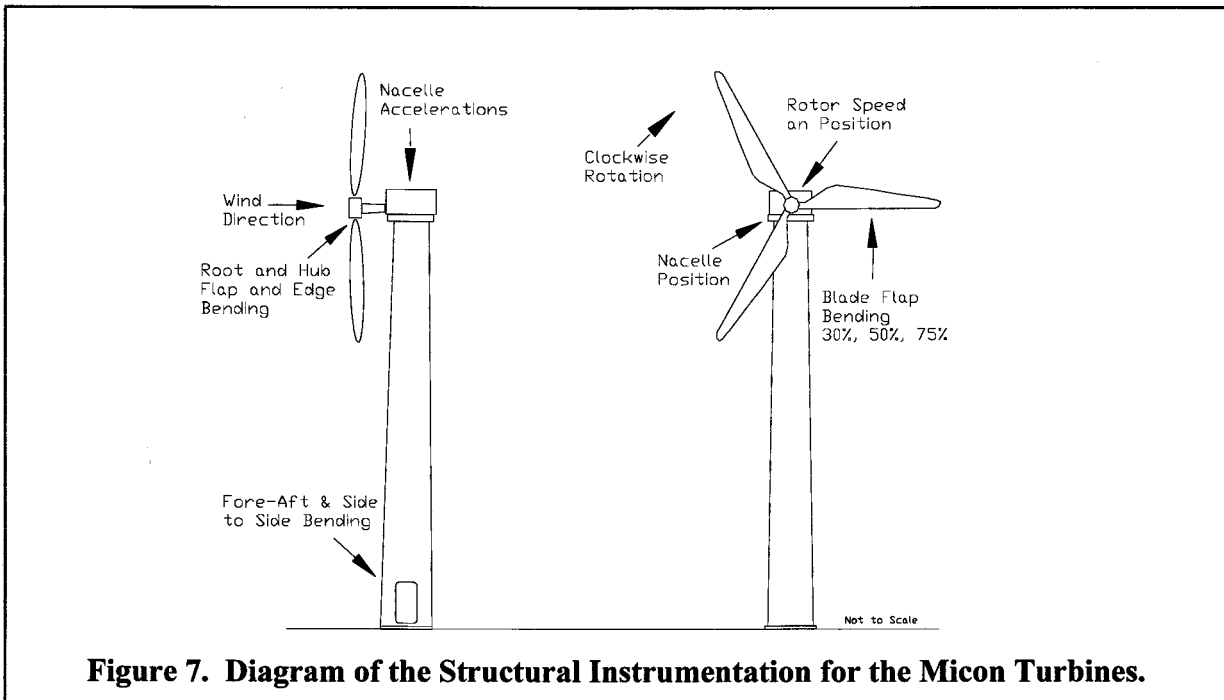 Nacelle
Accelerations
Wind
Direction
Root and Hub
Flap and Edge
Bending
Fore-Aft & Side
to Side Bending
Clockwise
Rotation
Rotor Speed
an Position
Nacelle
Position
Blade Flap
Bending
30%, 50%, 75%
Not to Scale
Figure 7. Diagram of the Structural Instrumentation for the Micon Turbines.